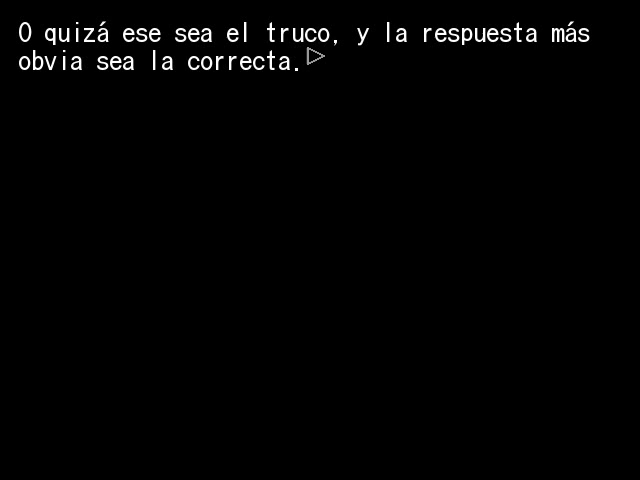 O quizá ese sea el truco, y la respuesta más
obvia sea la correcta.